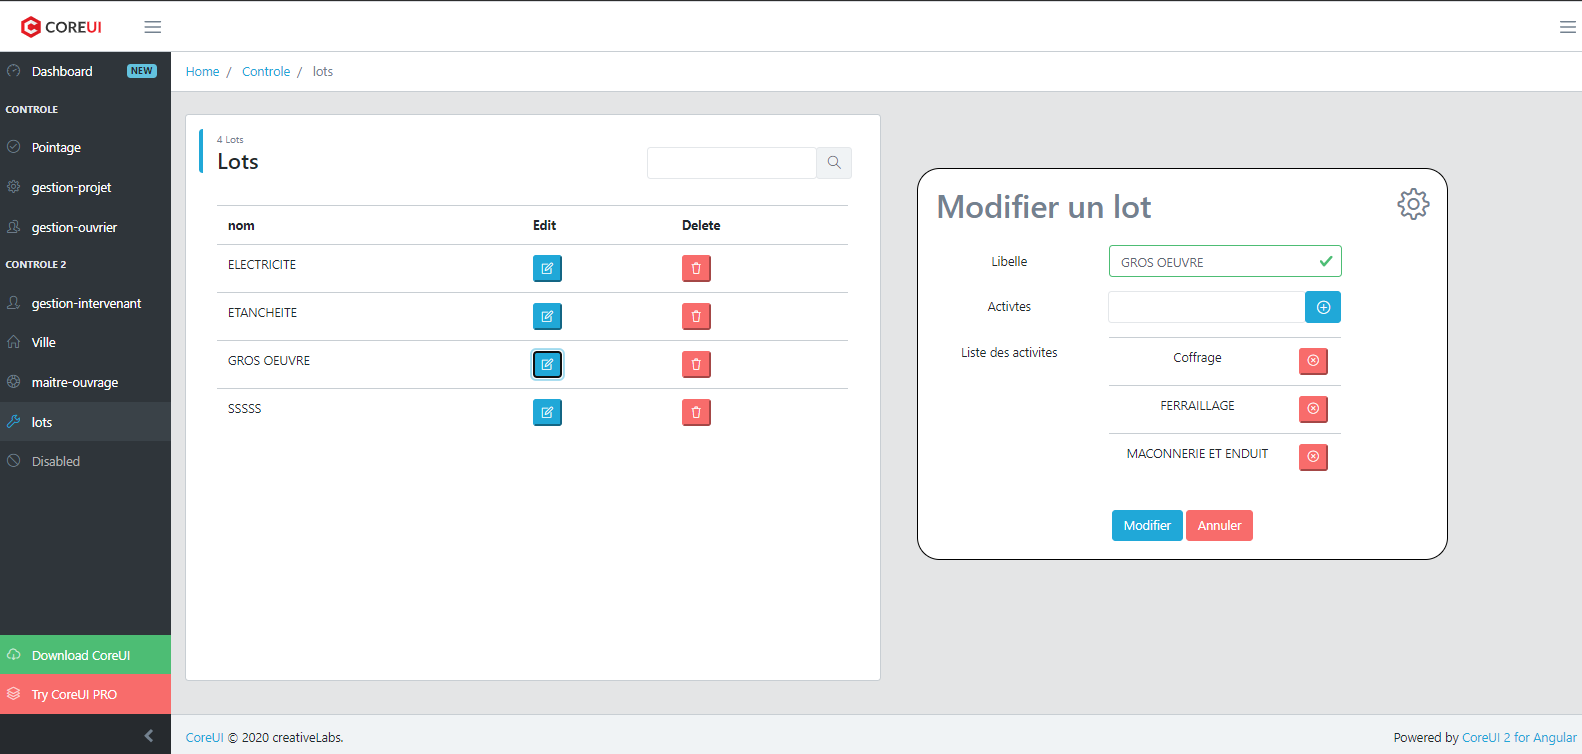 COREUI
Dashboard NEW
CONTROLE
Pointage
gestion-projet
gestion-ouvrier
CONTROLE 2
gestion-intervenant
Ville
maitre-ouvrage
lots
Disabled
Download CoreUI
Try CoreUI PRO
Home / Controle / lots
4 Lots
Lots
nom Edit Delete
ELECTRICITE
ETANCHEITE
GROS OEUVRE
SSSSS
Modifier un lot
Libelle GROS OEUVRE
Activtes
Liste des activites
Coffrage
FERRAILLAGE
MACONNERIE ET ENDUIT
Modifier Annuler
CoreUI © 2020 creativeLabs.
Powered by CoreUI 2 for Angular